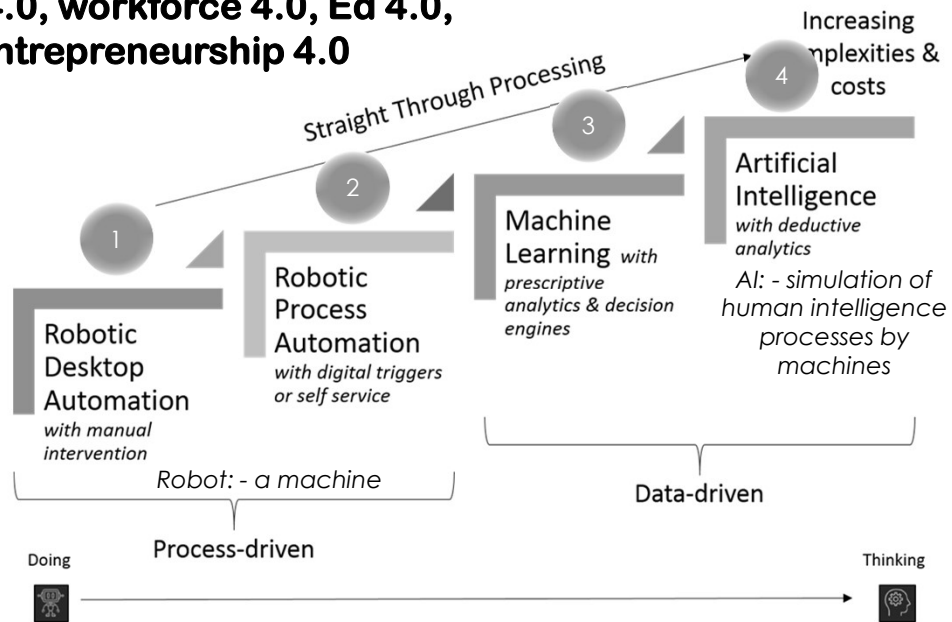 4.0, workforce 4.0, Ed 4.0,
ntrepreneurship 4.0
Increasing
mplexities &
costs
Straight Through Processing
1
2
3
4
Robotic
Desktop
Automation
with manual
intervention
Robotic
Process
Automation
with digital triggers
or self service
Machine
Learning with
prescriptive
analytics & decision
engines
Artificial
Intelligence
with deductive
analytics
AI: - simulation of
human intelligence
processes by
machines
Robot: - a machine
Process-driven
Data-driven
Doing
Thinking